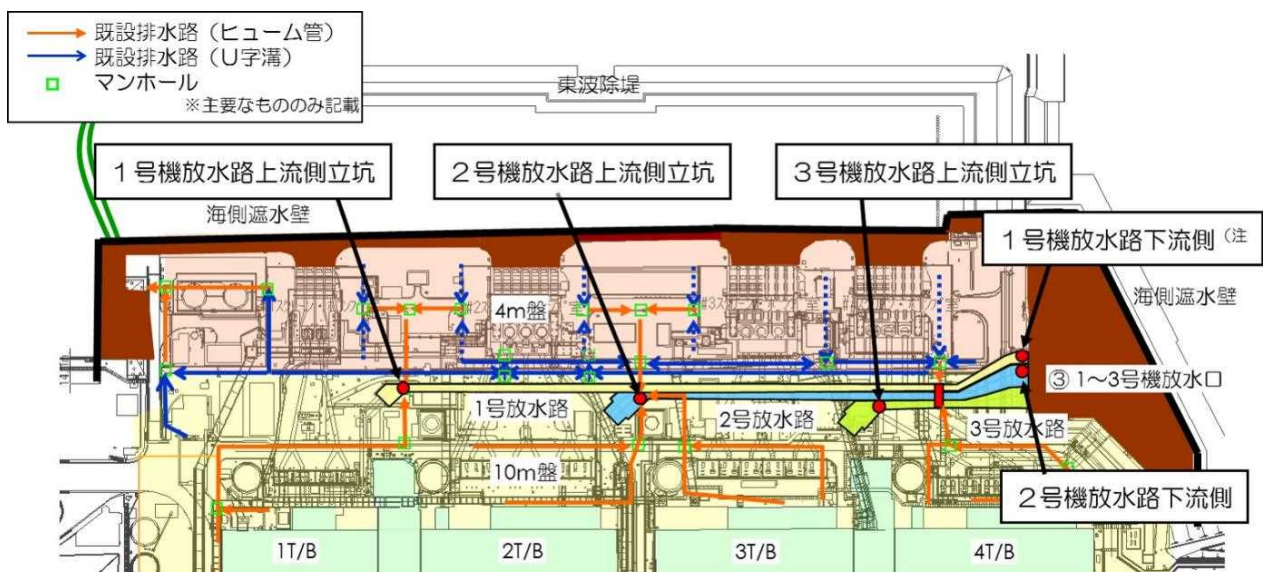 既設排水路（ヒューム管）
既設排水路（U字溝）
マンホール
※主要なもののみ記載
東波除堤
１号機放水路上流側立坑
２号機放水路上流側立坑
３号機放水路上流側立坑
海側遮水壁
１号機放水路下流側（注
海側遮水壁
4m盤
③ 1～3号機放水口
1号放水路
2号放水路
3号放水路
10m盤
２号機放水路下流側
1T/B
2T/B
3T/B
4T/B